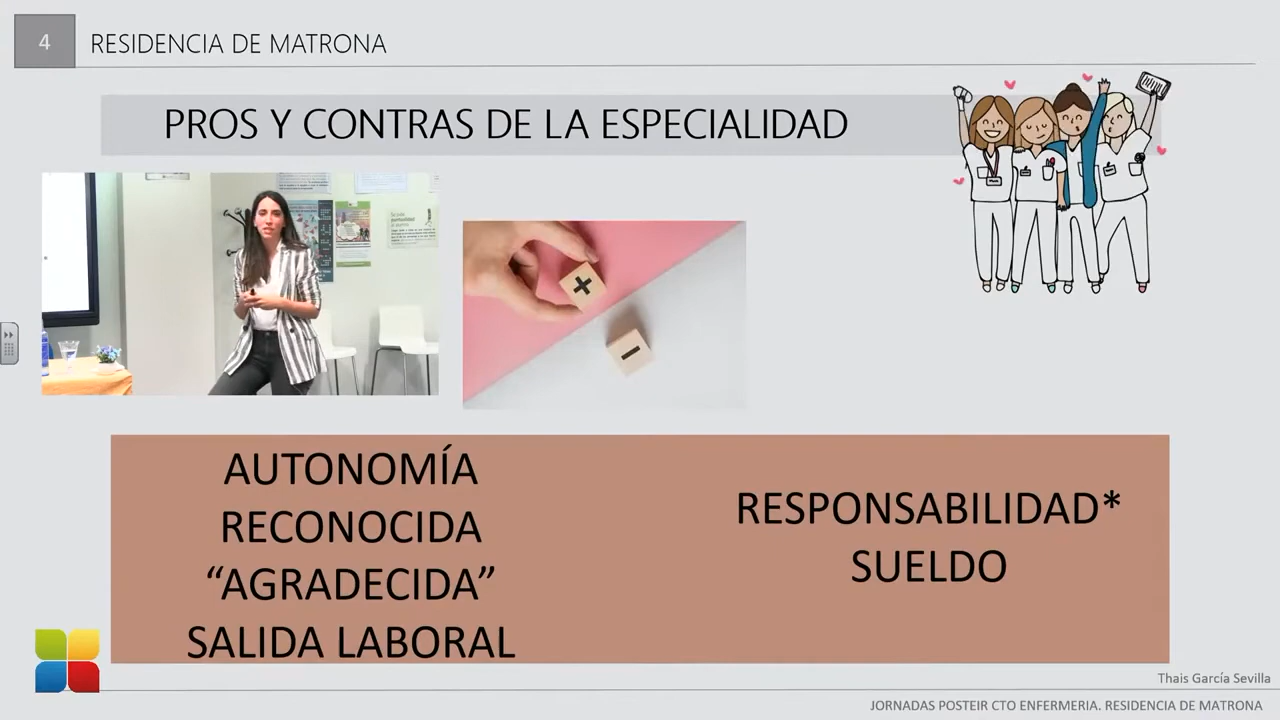 4
RESIDENCIA DE MATRONA
PROS Y CONTRAS DE LA ESPECIALIDAD
+
-
AUTONOMÍA
RECONOCIDA
“AGRADECIDA”
SALIDA LABORAL
RESPONSABILIDAD*
SUELDO
Thais García Sevilla
JORNADAS POSTEIR CTO ENFERMERIA. RESIDENCIA DE MATRONA